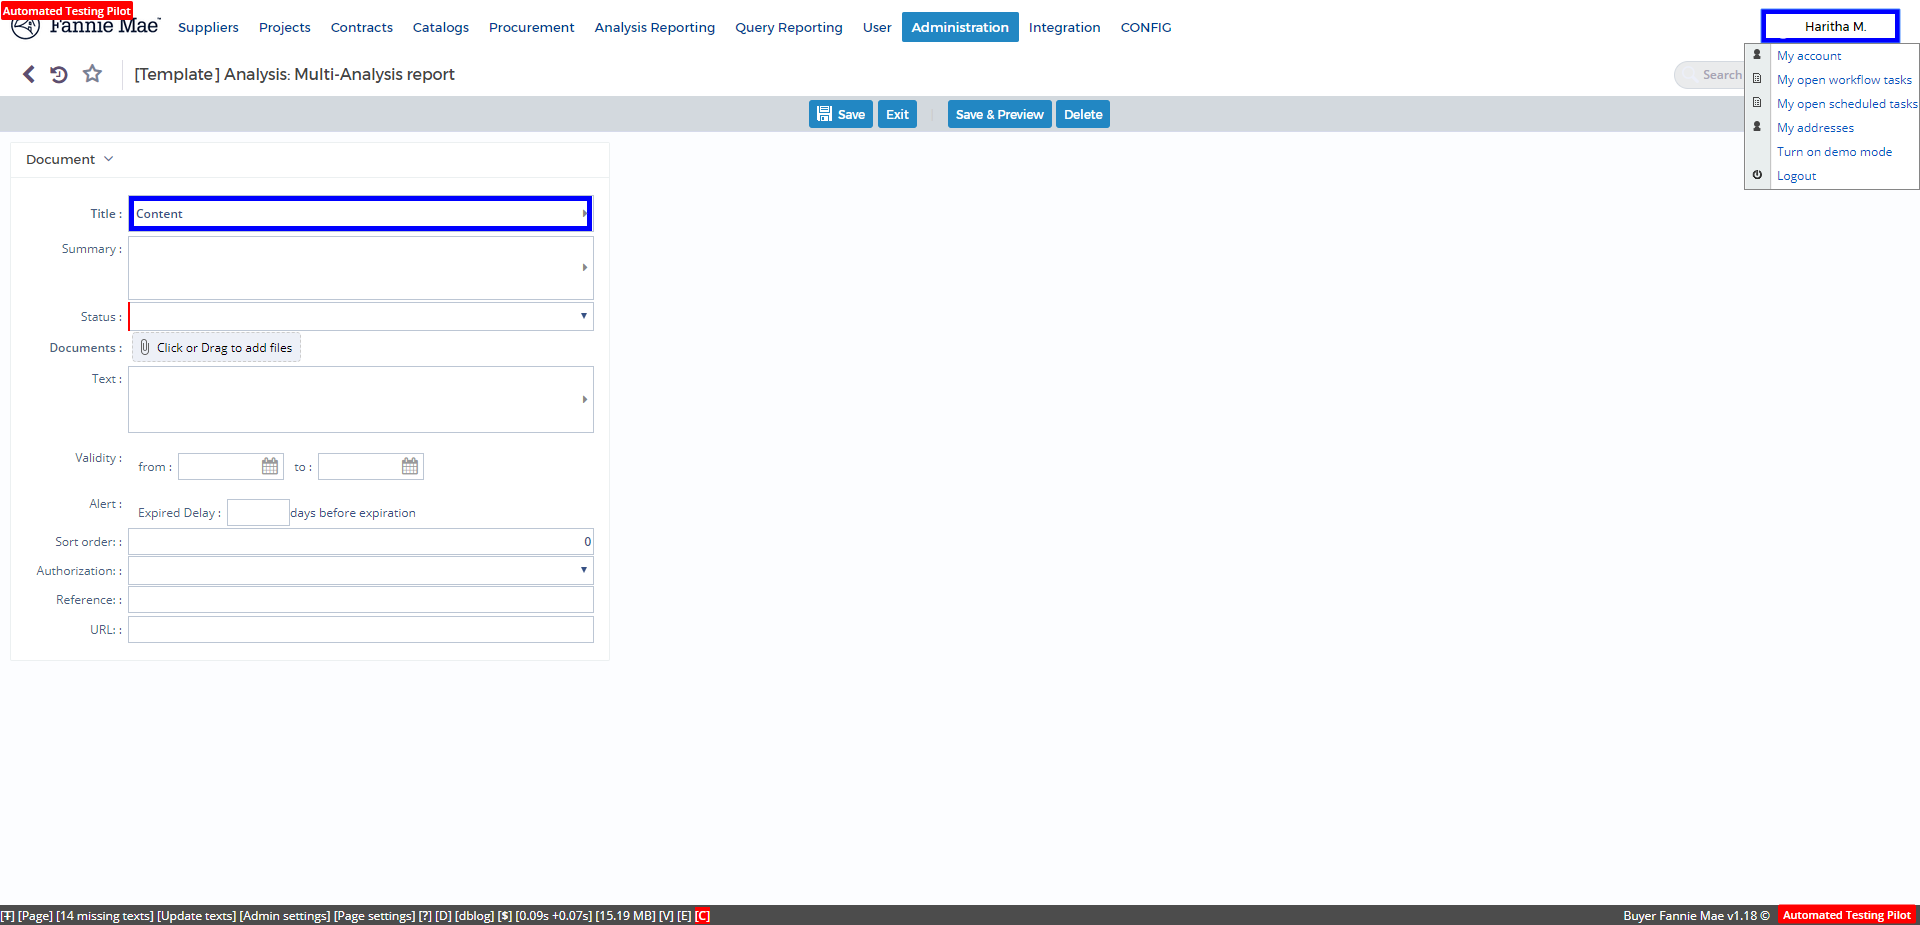 Automated Testing Pilot
Fannie Mae
Suppliers Projects Contracts Catalogs Procurement Analysis Reporting Query Reporting User Administration Integration CONFIG
Haritha M.
[Template] Analysis: Multi-Analysis report
Search
My account
My open workflow tasks
My open scheduled tasks
My addresses
Turn on demo mode
Logout
Save Exit Save & Preview Delete
Document
Title : Content
Summary :
Status :
Documents : Click or Drag to add files
Text :
Validity : from : to :
Alert : Expired Delay : days before expiration
Sort order: : 0
Authorization: :
Reference: :
URL: :
[T] [Page] [14 missing texts] [Update texts] [Admin settings] [Page settings] [?] [D] [dblog] [$] [0.09s +0.07s] [15.19 MB] [V] [E] [C]
Buyer Fannie Mae v1.18 © Automated Testing Pilot